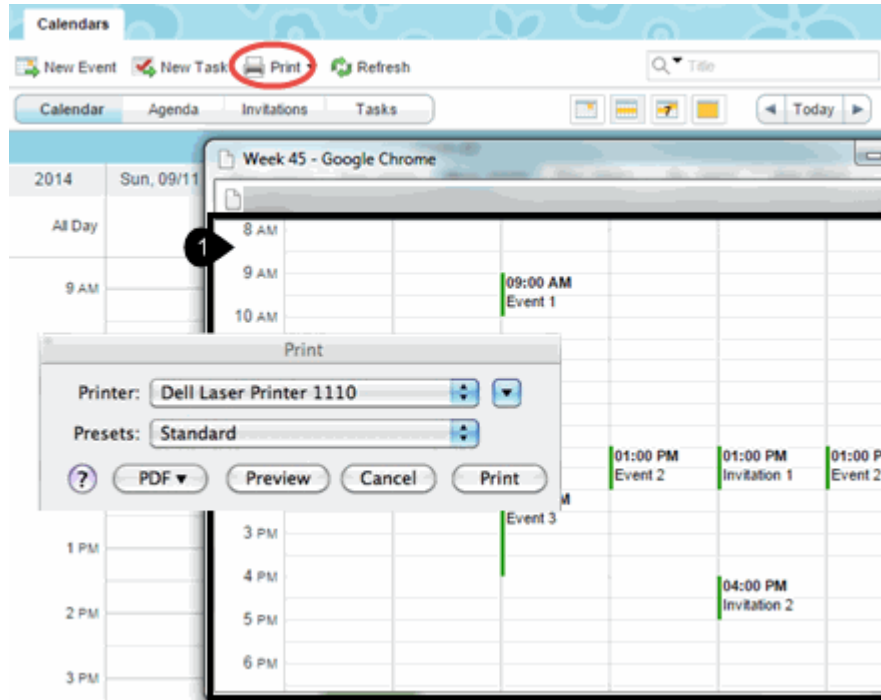 Calendars
New Event New Task Print Refresh Title
Calendar Agenda Invitations Tasks ? Today
Week 45 - Google Chrome
2014 Sun, 09/11
All Day
1
8 AM
9 AM
09:00 AM
9 AM
Event 1
10 AM
Print
Printer: Dell Laser Printer 1110
Presets: Standard
01:00 PM 01:00 PM 01:00 P
Event 2 Invitation 1 Event 2
? PDF Preview Cancel Print
M
Event 3
3 PM
1 PM
4 PM
04:00 PM
Invitation 2
2 PM
5 PM
6 PM
3 PM